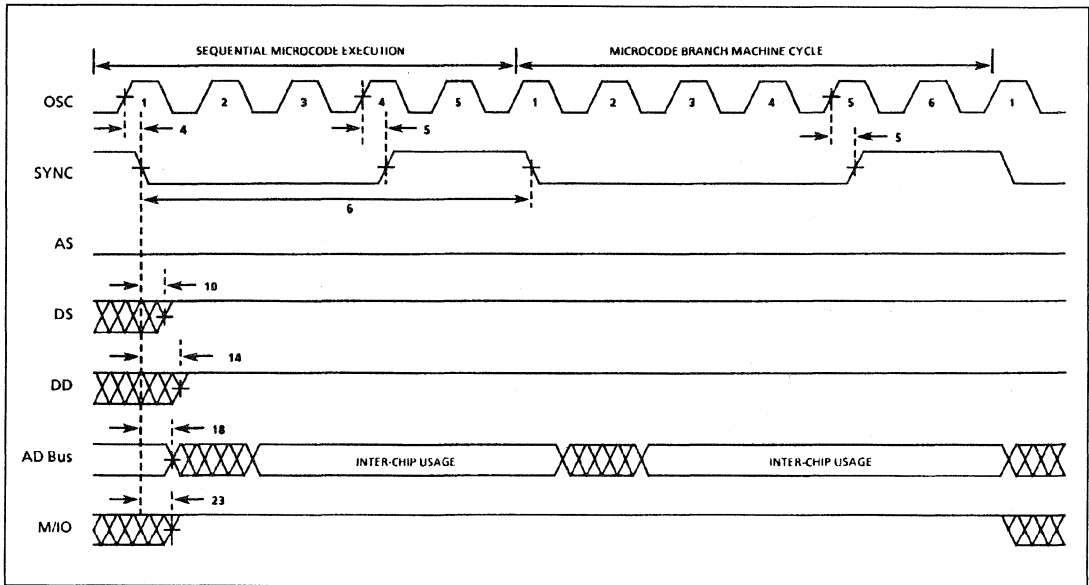 SEQUENTIAL MICROCODE EXECUTION MICROCODE BRANCH MACHINE CYCLE
OSC 1 2 3 4 5 1 2 3 4 5 6 1
4 5 5
SYNC
6
AS
10
DS
14
DD
18
AD Bus INTER-CHIP USAGE INTER-CHIP USAGE
23
M/IO